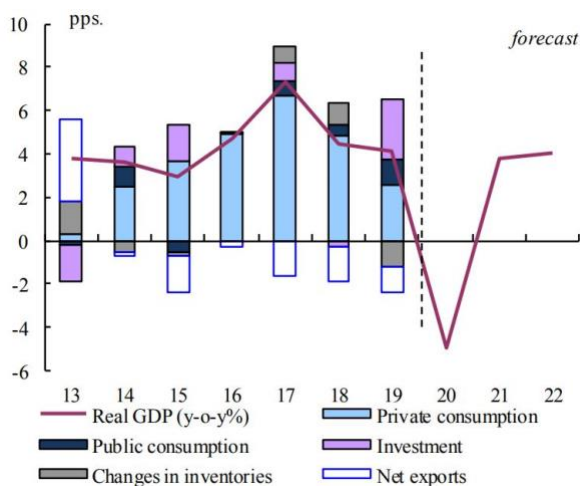 10
pps.
forecast
8
6
4
2
0
-2
-4
-6
13 14 15 16 17 18 19 20 21 22
Real GDP (y-o-y%) Private consumption
Public consumption Investment
Changes in inventories Net exports